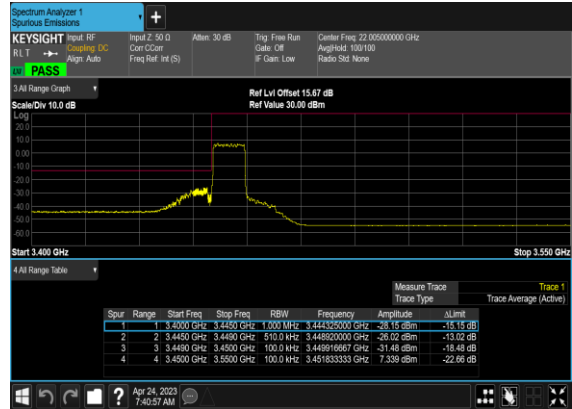 Spectrum Analyzer 1
Spurious Emissions
KEYSIGHT Input: RF Input Z: 50 Ω Atten: 30 dB Trig: Free Run Center Freq: 22.005000000 GHz
RLT Coupling: DC Corr CCorr Gate: Off Avg|Hold: 100/100
Align: Auto Freq Ref: Int (S) IF Gain: Low Radio Std: None
LW PASS
3 All Range Graph
Ref Lvl Offset 15.67 dB
Scale/Div 10.0 dB Ref Value 30.00 dBm
Log
20.0
10.0
0.00
-10.0
-20.0
-30.0
-40.0
-50.0
-60.0
Start 3.400 GHz Stop 3.550 GHz
4 All Range Table
Measure Trace Trace 1
Trace Type Trace Average (Active)
Spur Range Start Freq Stop Freq RBW Frequency Amplitude ΔLimit
1 1 3.4000 GHz 3.4450 GHz 1.000 MHz 3.444325000 GHz -28.15 dBm -15.15 dB
2 2 3.4450 GHz 3.4490 GHz 510.0 kHz 3.448920000 GHz -26.02 dBm -13.02 dB
3 3 3.4490 GHz 3.4500 GHz 100.0 kHz 3.449916667 GHz -31.48 dBm -18.48 dB
4 4 3.4500 GHz 3.5500 GHz 100.0 kHz 3.451833333 GHz 7.339 dBm -22.66 dB
? Apr 24, 2023
7:40:57 AM